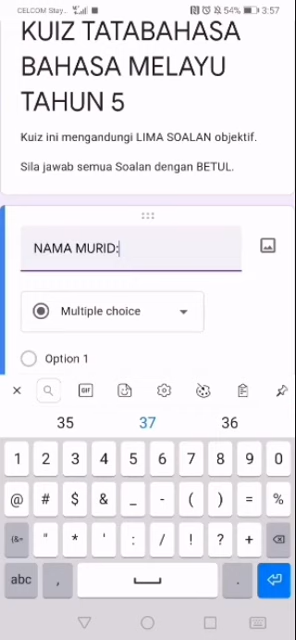 CELCOM Stay.. 54% 3:57
KUIZ TATABAHASA
BAHASA MELAYU
TAHUN 5
Kuiz ini mengandungi LIMA SOALAN objektif.
Sila jawab semua Soalan dengan BETUL.
NAMA MURID:
Multiple choice
Option 1
GIF
35 37 36
1 2 3 4 5 6 7 8 9 0
@ # $ & _ - ( ) = %
{&= " * ' : / ! ? +
abc , .